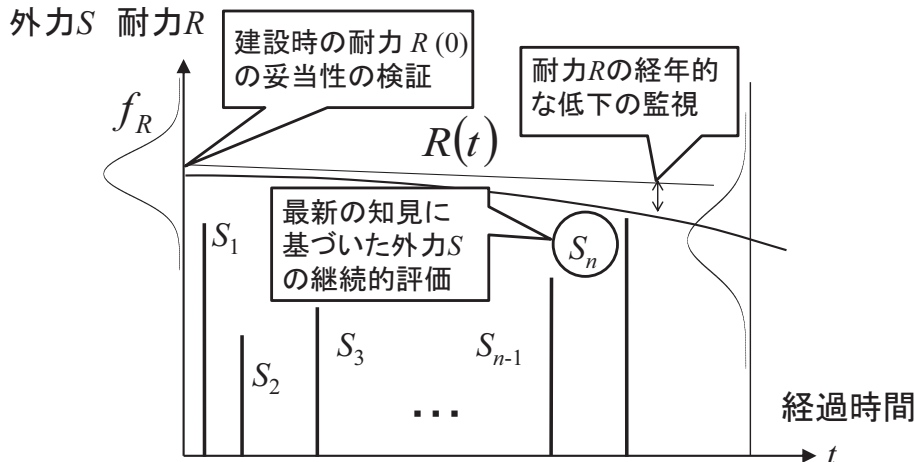 外力S 耐力R
建設時の耐力 R (0)
の妥当性の検証
耐力Rの経年的
な低下の監視
f_R
R(t)
最新の知見に
基づいた外力S
の継続的評価
S_n
S_1
S_2
S_3
S_{n-1}
…
経過時間
t